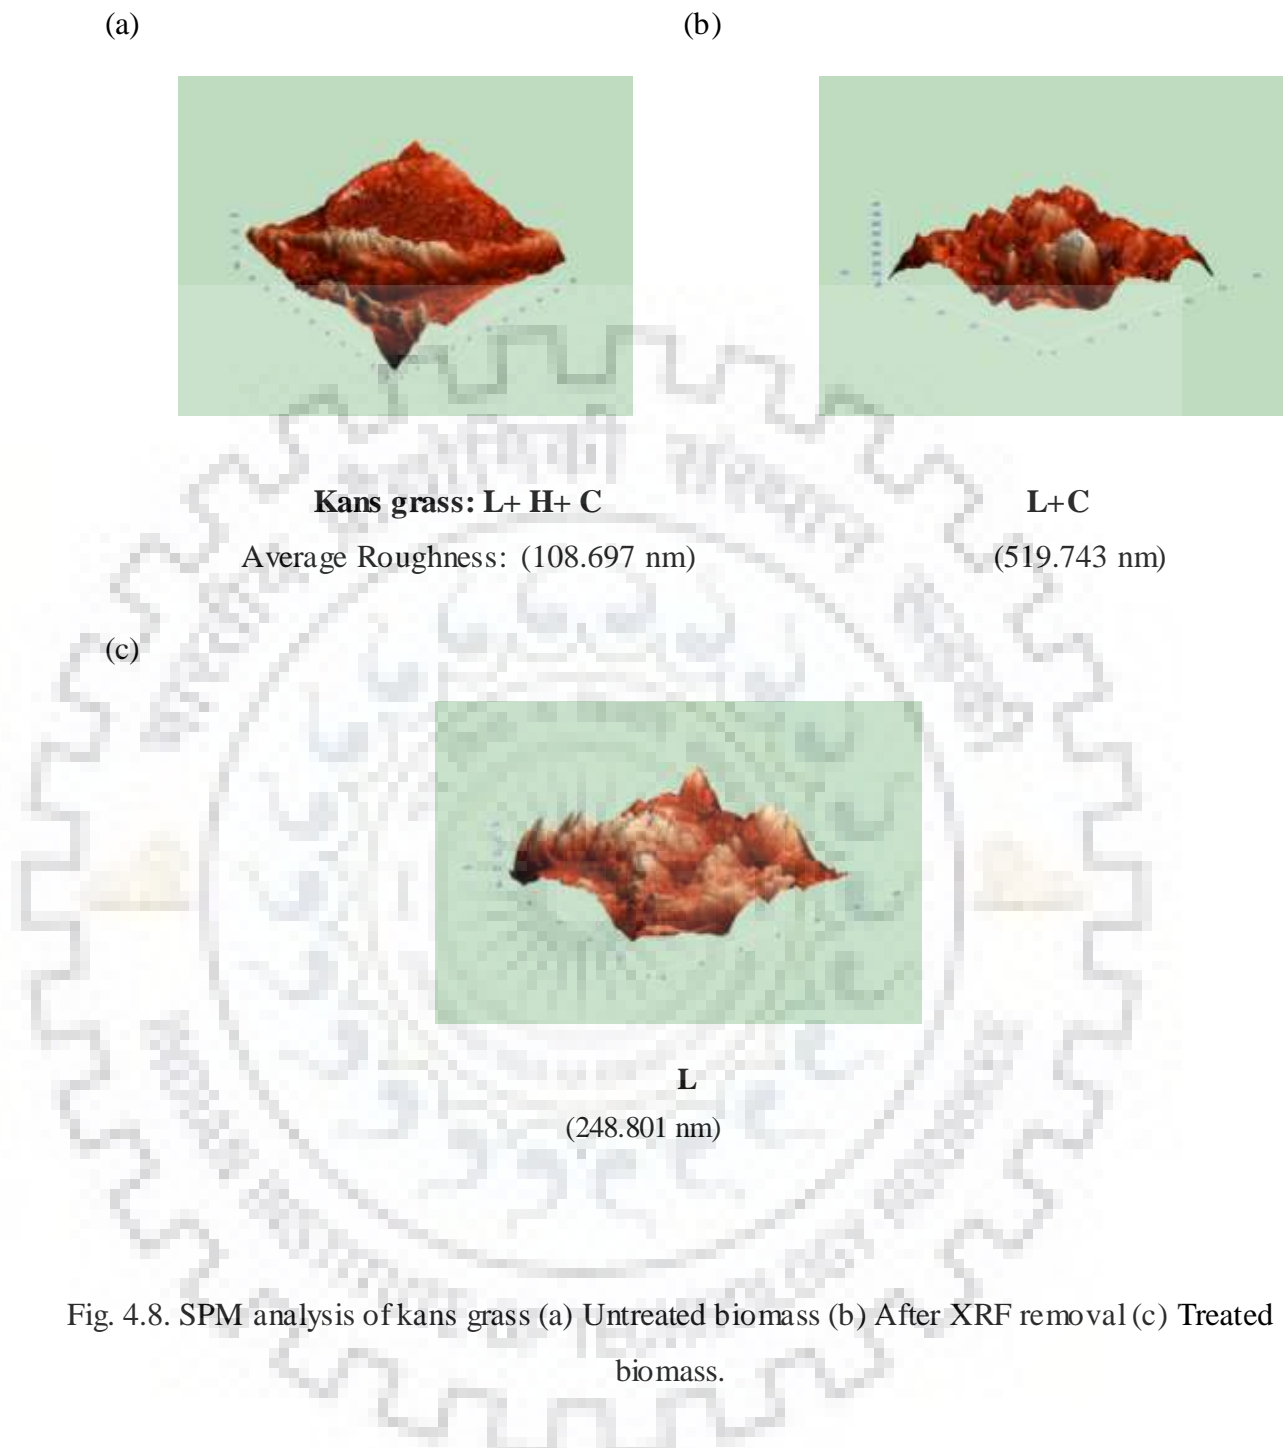 (a)
(b)
Kans grass: L+ H+ C
L+C
Average Roughness: (108.697 nm)
(519.743 nm)
(c)
L
(248.801 nm)
Fig. 4.8. SPM analysis of kans grass (a) Untreated biomass (b) After XRF removal (c) Treated
biomass.